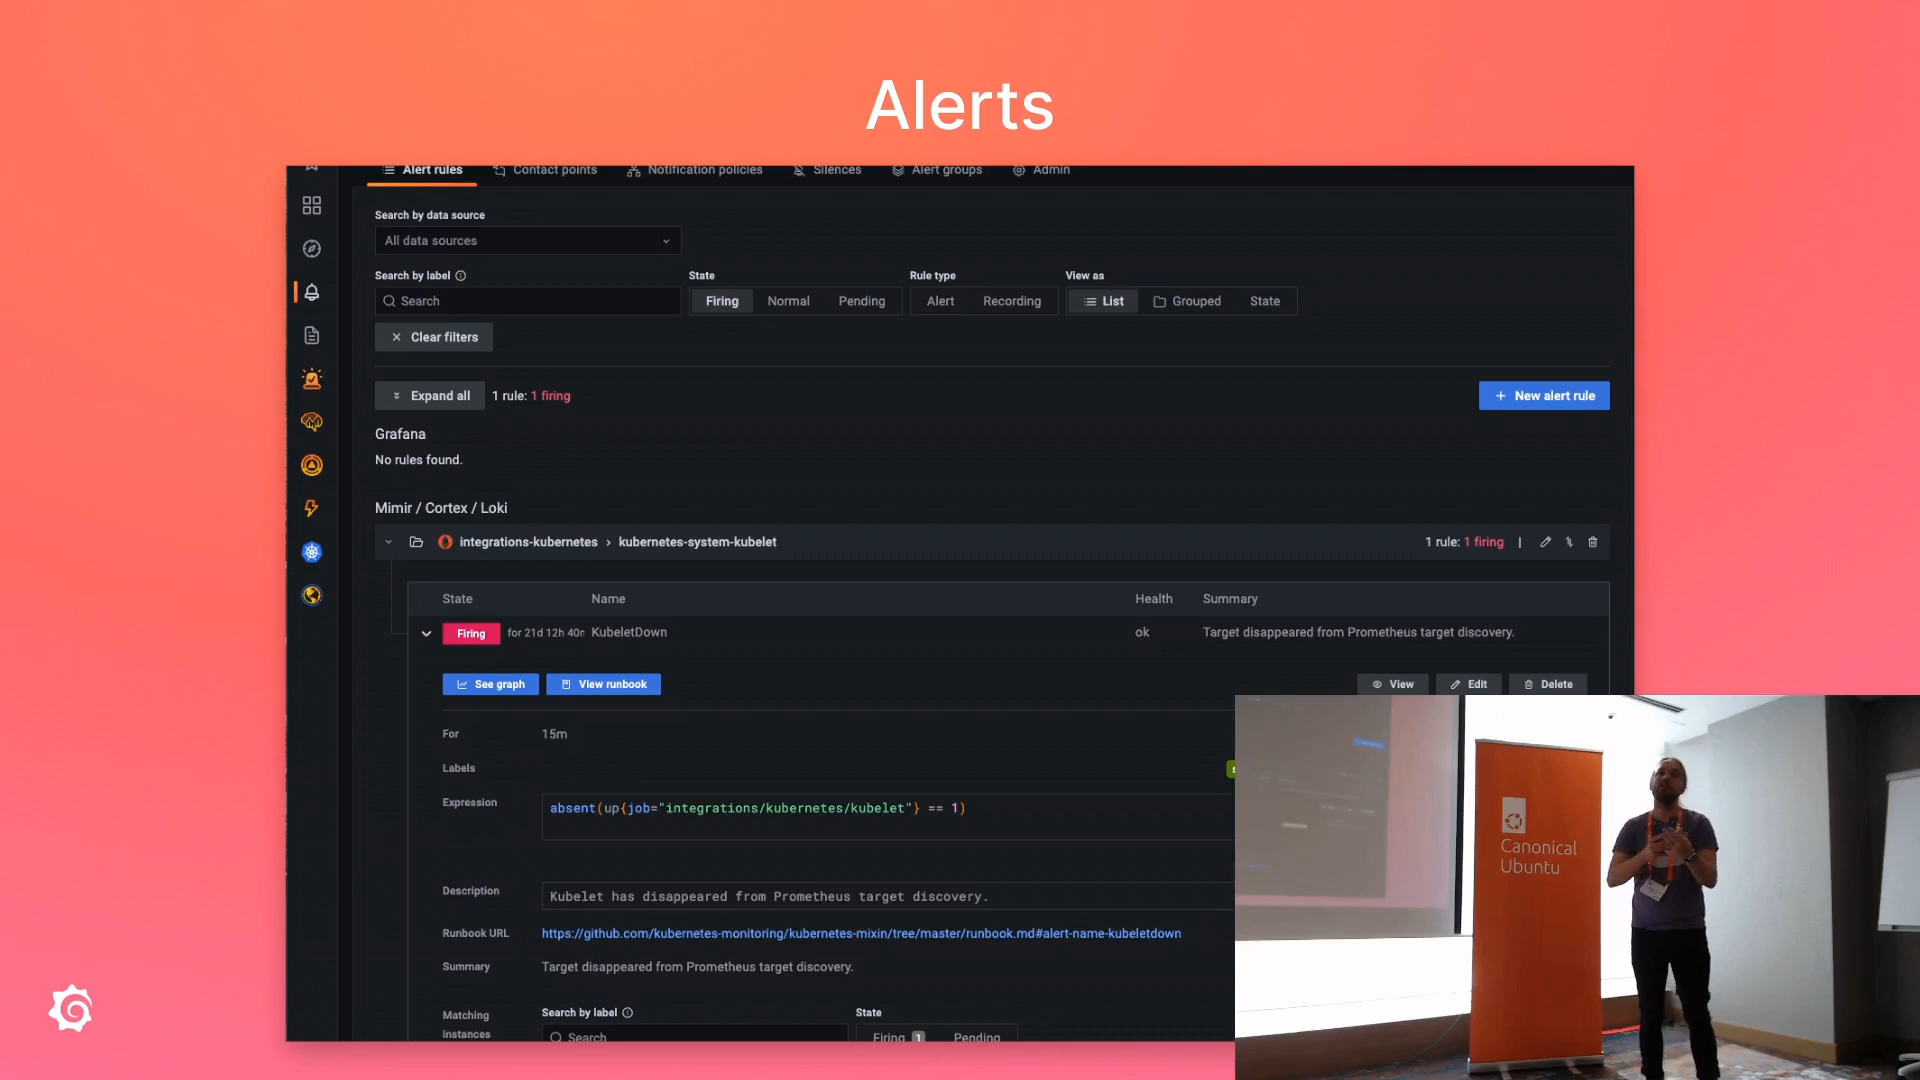 Alerts
Alert rules Contact points Notification policies Silences Alert groups Admin
Search by data source
All data sources
Search by label State Rule type View as
Search Firing Normal Pending Alert Recording List Grouped State
Clear filters
Expand all 1 rule: 1 firing + New alert rule
Grafana
No rules found.
Mimir / Cortex / Loki
integrations-kubernetes › kubernetes-system-kubelet 1 rule: 1 firing |
State Name Health Summary
Firing for 21d 12h 40m KubeletDown ok Target disappeared from Prometheus target discovery.
See graph View runbook View Edit Delete
For 15m
Labels
Expression absent(up{job="integrations/kubernetes/kubelet"} == 1)
Description Kubelet has disappeared from Prometheus target discovery.
Runbook URL https://github.com/kubernetes-monitoring/kubernetes-mixin/tree/master/runbook.md#alert-name-kubeletdown
Summary Target disappeared from Prometheus target discovery.
Matching instances Search by label State
Search Firing 1 Pending
Canonical
Ubuntu